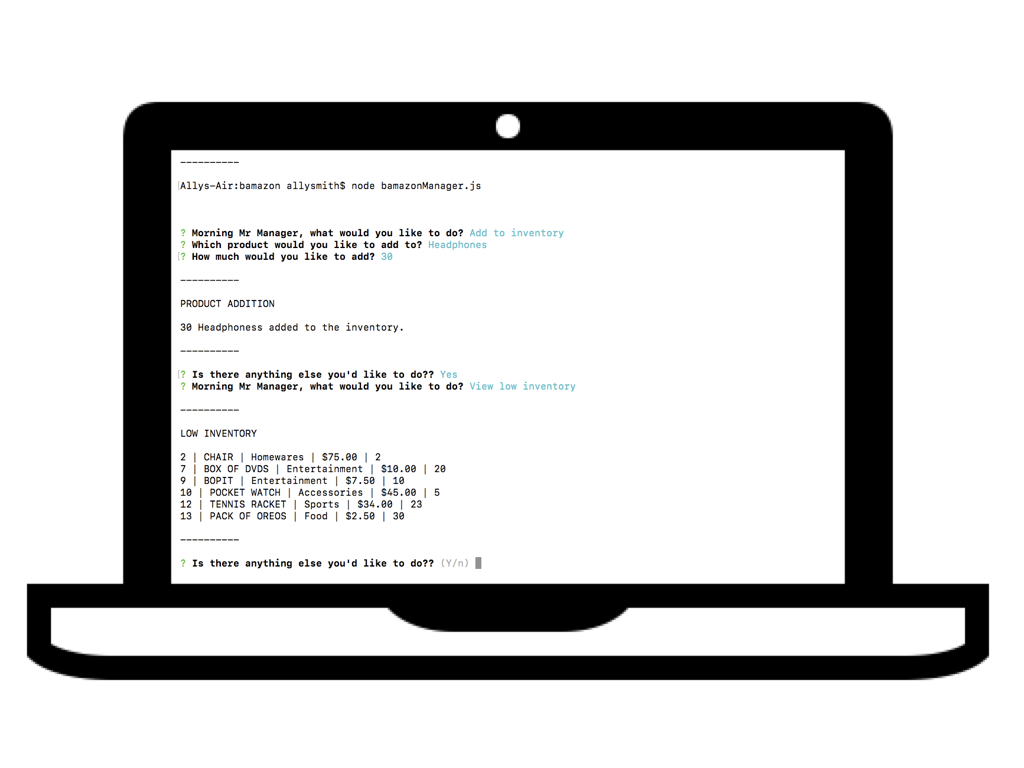 ----------
Allys-Air:bamazon allysmith$ node bamazonManager.js
? Morning Mr Manager, what would you like to do? Add to inventory
? Which product would you like to add to? Headphones
? How much would you like to add? 30
----------
PRODUCT ADDITION
30 Headphoness added to the inventory.
----------
? Is there anything else you'd like to do?? Yes
? Morning Mr Manager, what would you like to do? View low inventory
----------
LOW INVENTORY
2 | CHAIR | Homewares | $75.00 | 2
7 | BOX OF DVDS | Entertainment | $10.00 | 20
9 | BOPIT | Entertainment | $7.50 | 10
10 | POCKET WATCH | Accessories | $45.00 | 5
12 | TENNIS RACKET | Sports | $34.00 | 23
13 | PACK OF OREOS | Food | $2.50 | 30
----------
? Is there anything else you'd like to do?? (Y/n)